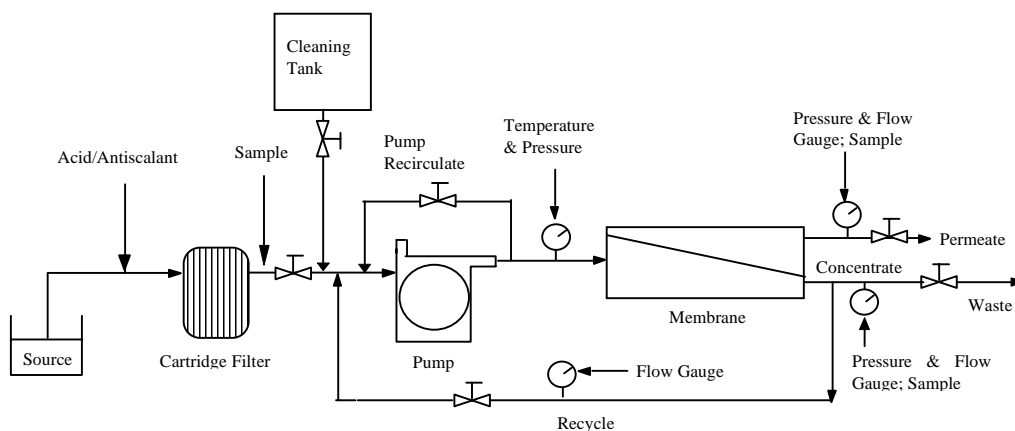 Cleaning
Tank
Acid/Antiscalant
Sample
Pump
Recirculate
Temperature
& Pressure
Pressure & Flow
Gauge; Sample
Permeate
Concentrate
Waste
Membrane
Source
Cartridge Filter
Pump
Flow Gauge
Pressure & Flow
Gauge; Sample
Recycle